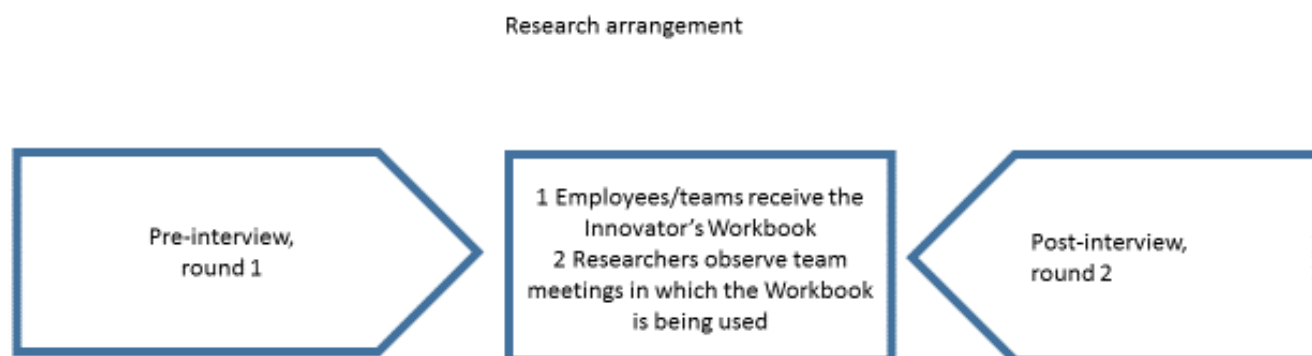 Research arrangement
Pre-interview,
round 1
1 Employees/teams receive the
Innovator's Workbook
2 Researchers observe team
meetings in which the Workbook
is being used
Post-interview,
round 2